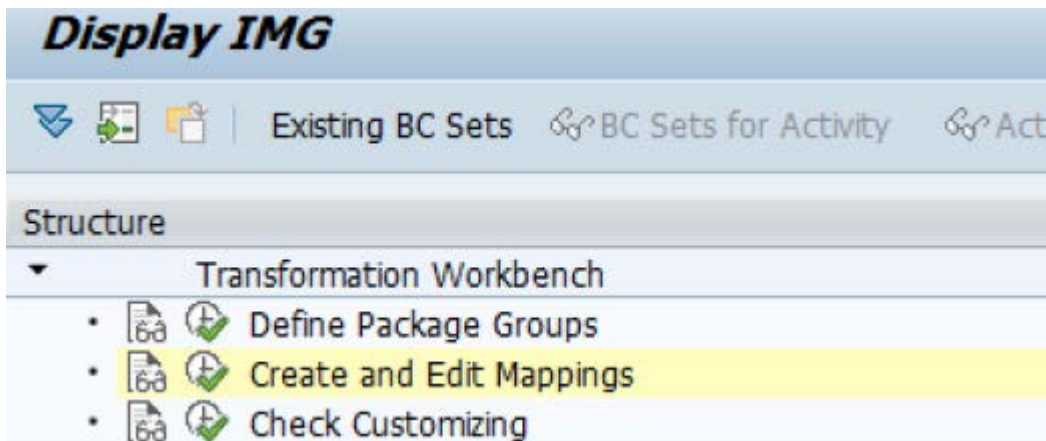 Display IMG
Existing BC Sets BC Sets for Activity Act
Structure
Transformation Workbench
Define Package Groups
Create and Edit Mappings
Check Customizing